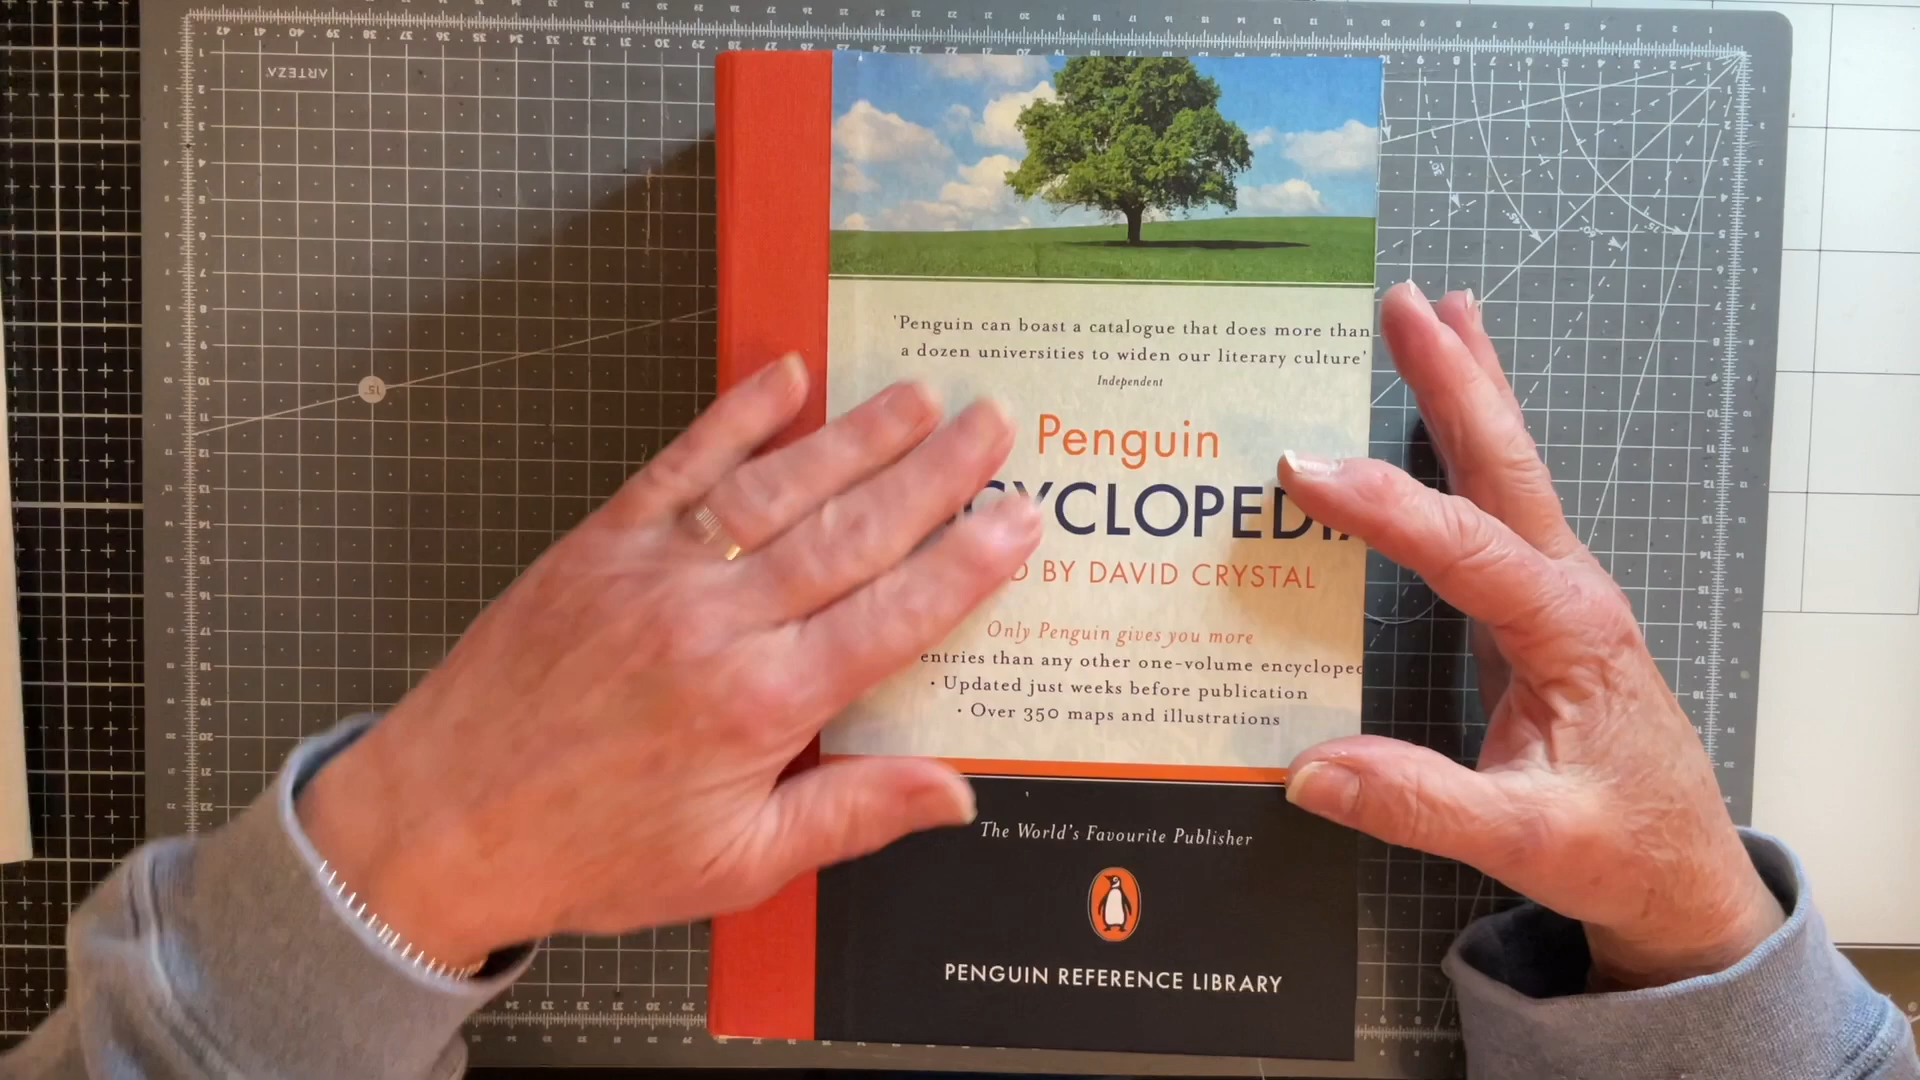 ARTEZA
'Penguin can boast a catalogue that does more than
a dozen universities to widen our literary culture'
Independent
Penguin
CYCLOPEDIA
D BY DAVID CRYSTAL
Only Penguin gives you more
entries than any other one-volume encycloped
• Updated just weeks before publication
• Over 350 maps and illustrations
The World's Favourite Publisher
PENGUIN REFERENCE LIBRARY